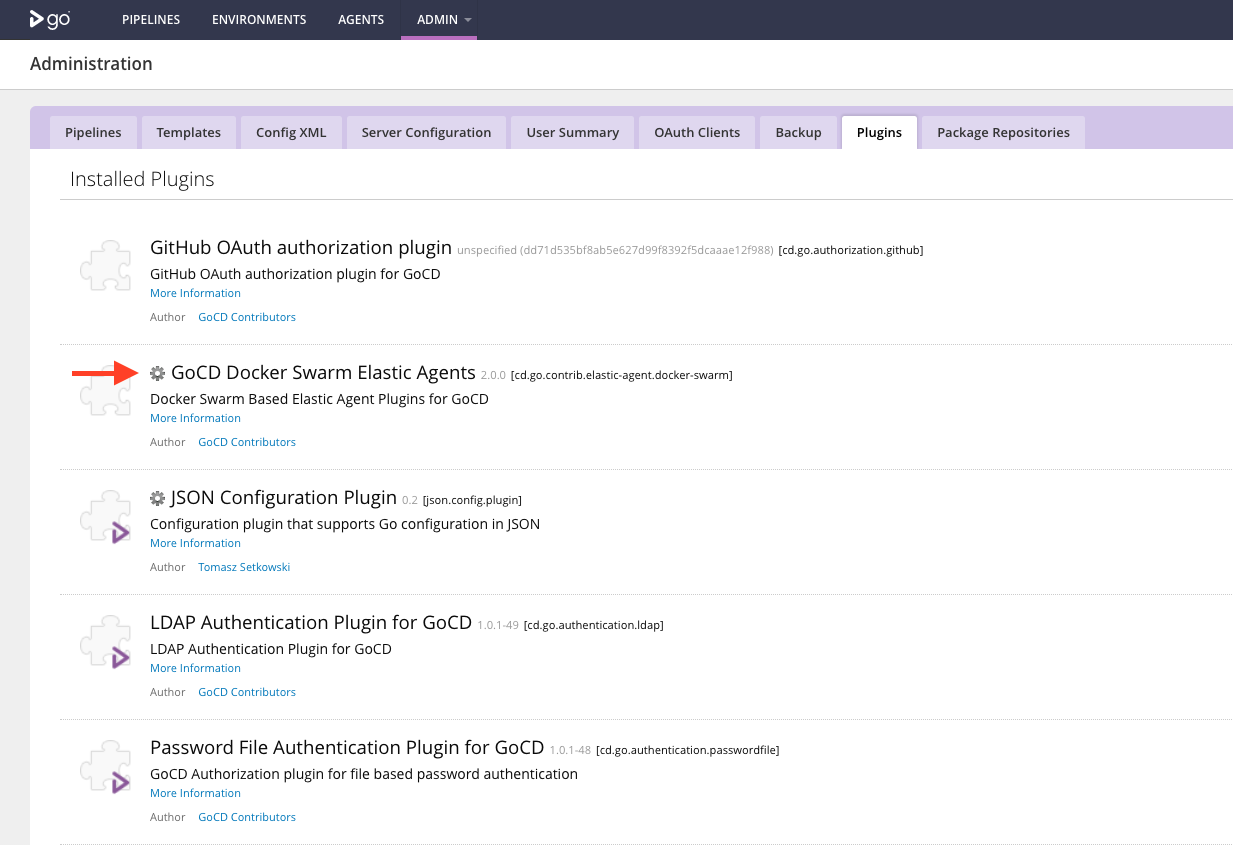 go PIPELINES ENVIRONMENTS AGENTS ADMIN
Administration
Pipelines Templates Config XML Server Configuration User Summary OAuth Clients Backup Plugins Package Repositories
Installed Plugins
GitHub OAuth authorization plugin unspecified (dd71d535bf8ab5e627d99f8392f5dcaaae12f988) [cd.go.authorization.github]
GitHub OAuth authorization plugin for GoCD
More Information
Author GoCD Contributors
GoCD Docker Swarm Elastic Agents 2.0.0 [cd.go.contrib.elastic-agent.docker-swarm]
Docker Swarm Based Elastic Agent Plugins for GoCD
More Information
Author GoCD Contributors
JSON Configuration Plugin 0.2 [json.config.plugin]
Configuration plugin that supports Go configuration in JSON
More Information
Author Tomasz Setkowski
LDAP Authentication Plugin for GoCD 1.0.1-49 [cd.go.authentication.ldap]
LDAP Authentication Plugin for GoCD
More Information
Author GoCD Contributors
Password File Authentication Plugin for GoCD 1.0.1-48 [cd.go.authentication.passwordfile]
GoCD Authorization plugin for file based password authentication
More Information
Author GoCD Contributors